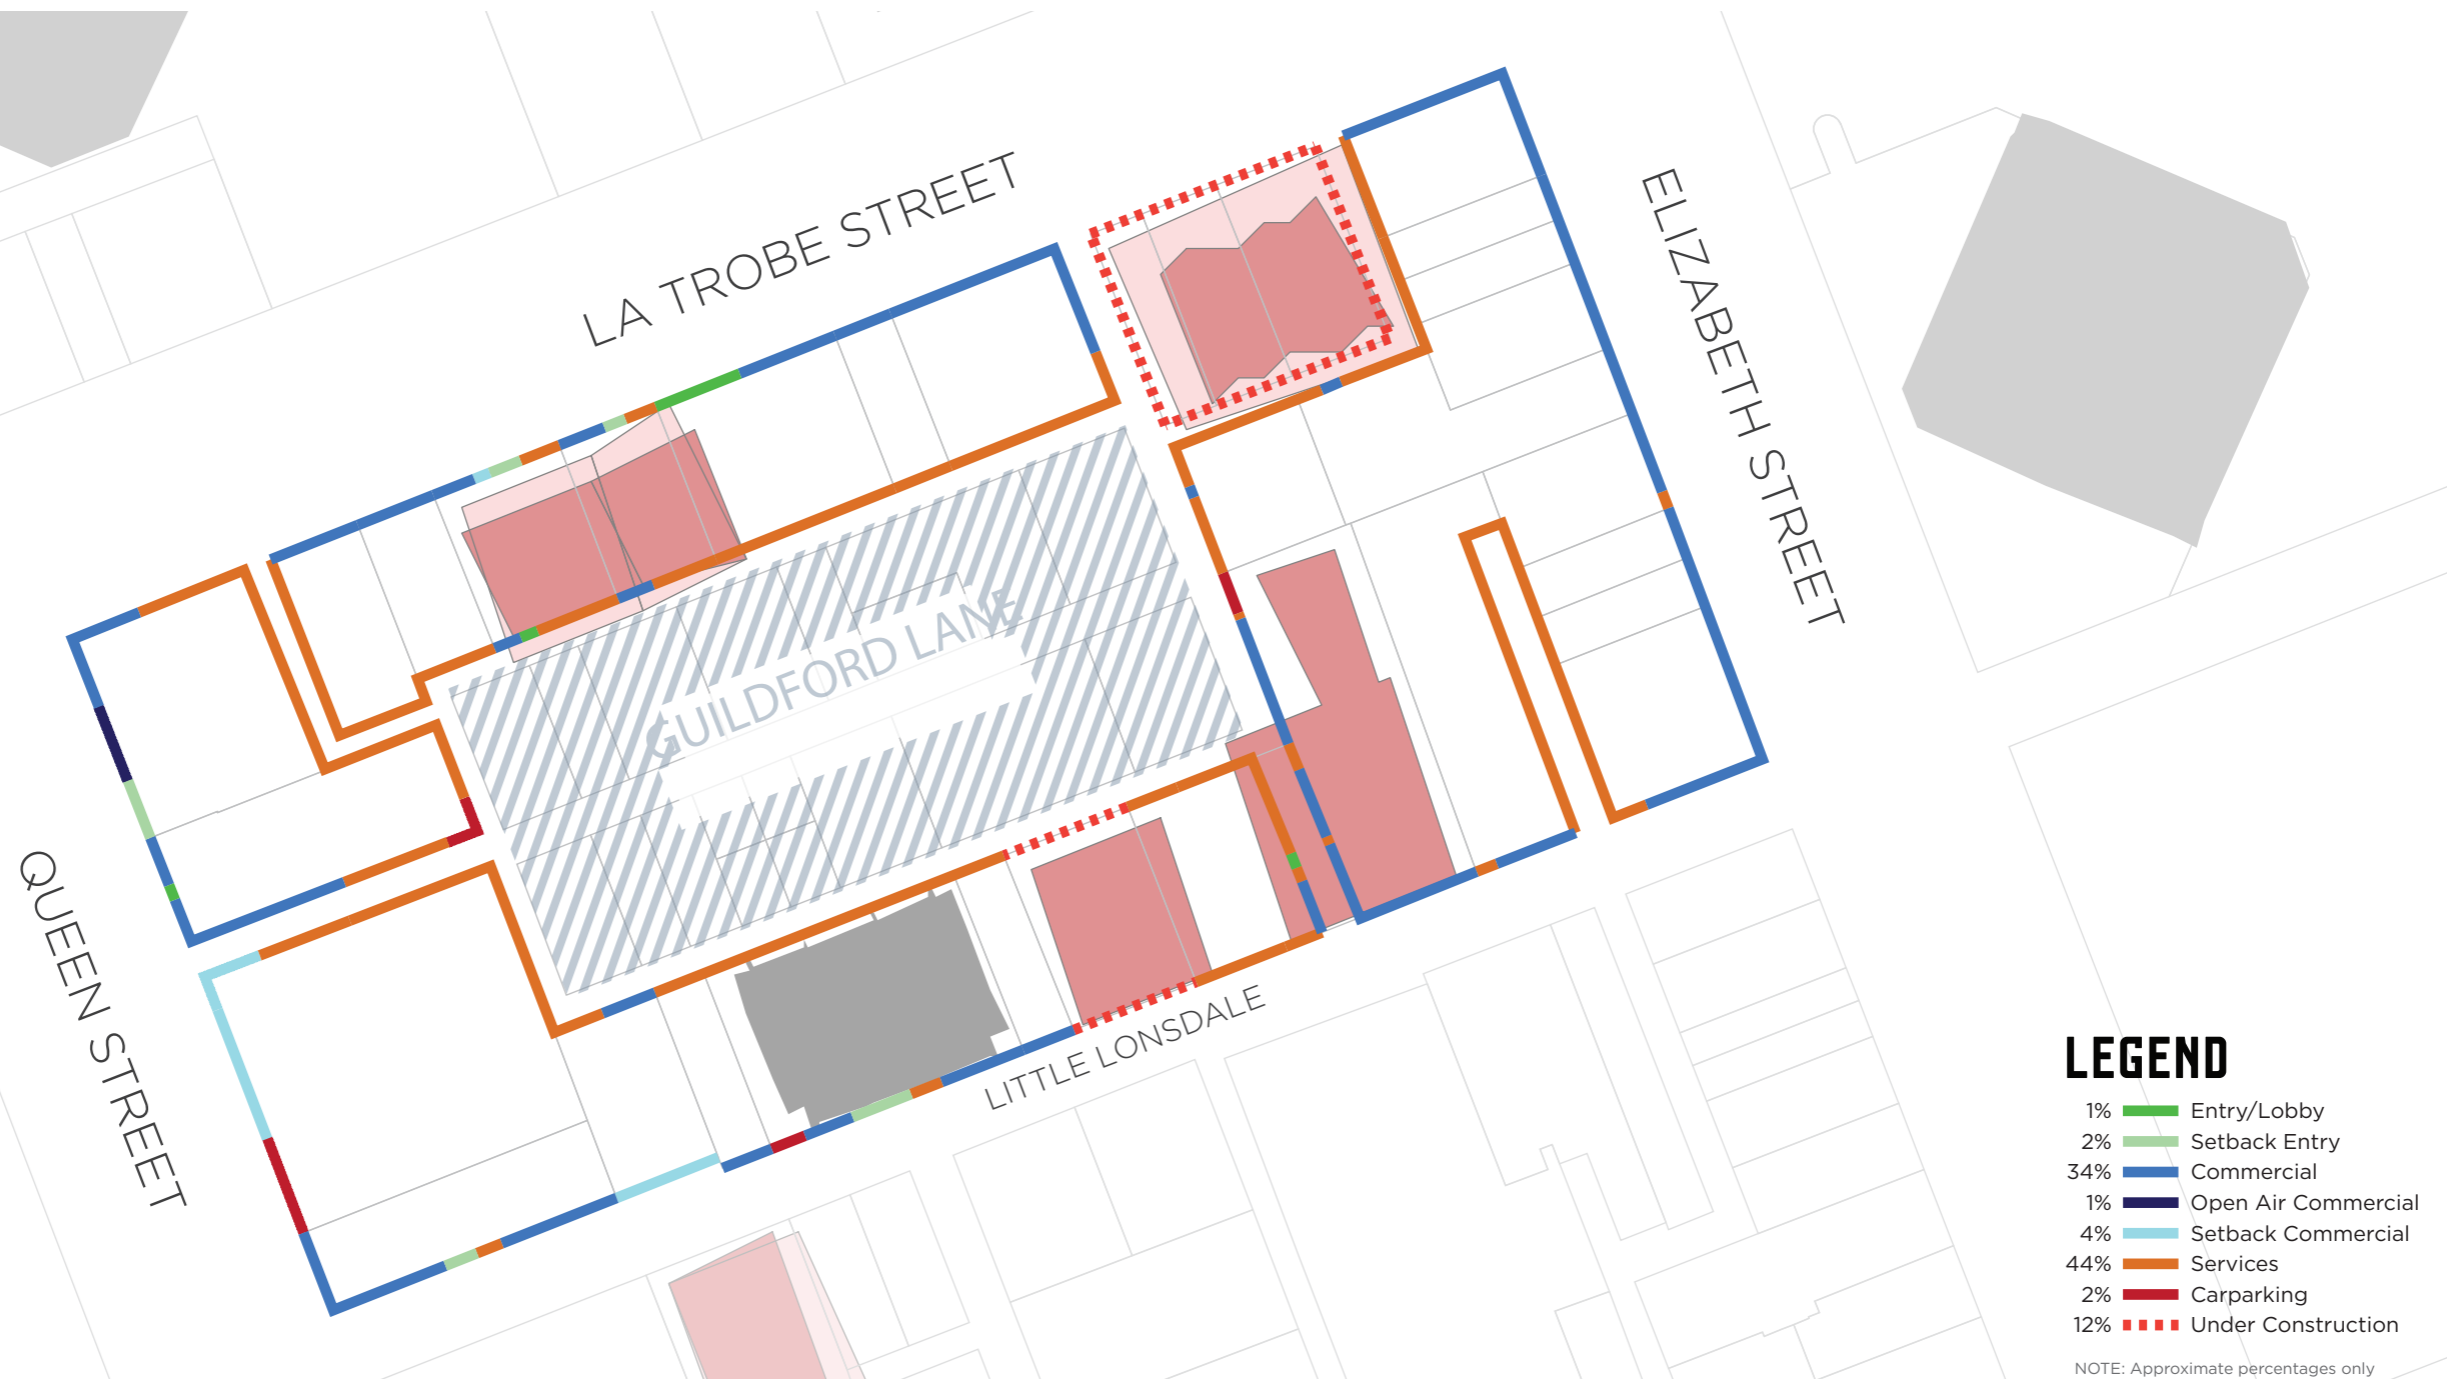 LA TROBE STREET
ELIZABETH STREET
GUILDFORD LANE
QUEEN STREET
LITTLE LONSDALE
LEGEND
1% Entry/Lobby
2% Setback Entry
34% Commercial
1% Open Air Commercial
4% Setback Commercial
44% Services
2% Carparking
12% Under Construction
NOTE: Approximate percentages only